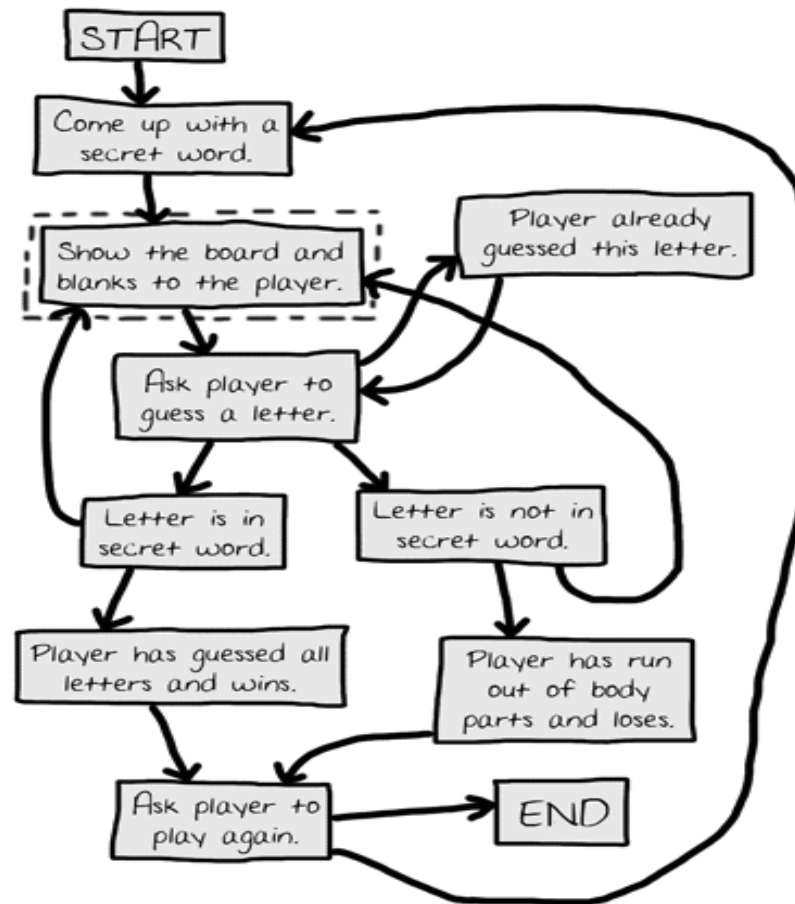 START
Come up with a
secret word.
Show the board and
blanks to the player.
Player already
guessed this letter.
Ask player to
guess a letter.
Letter is in
secret word.
Letter is not in
secret word.
Player has guessed all
letters and wins.
Player has run
out of body
parts and loses.
Ask player to
play again.
END